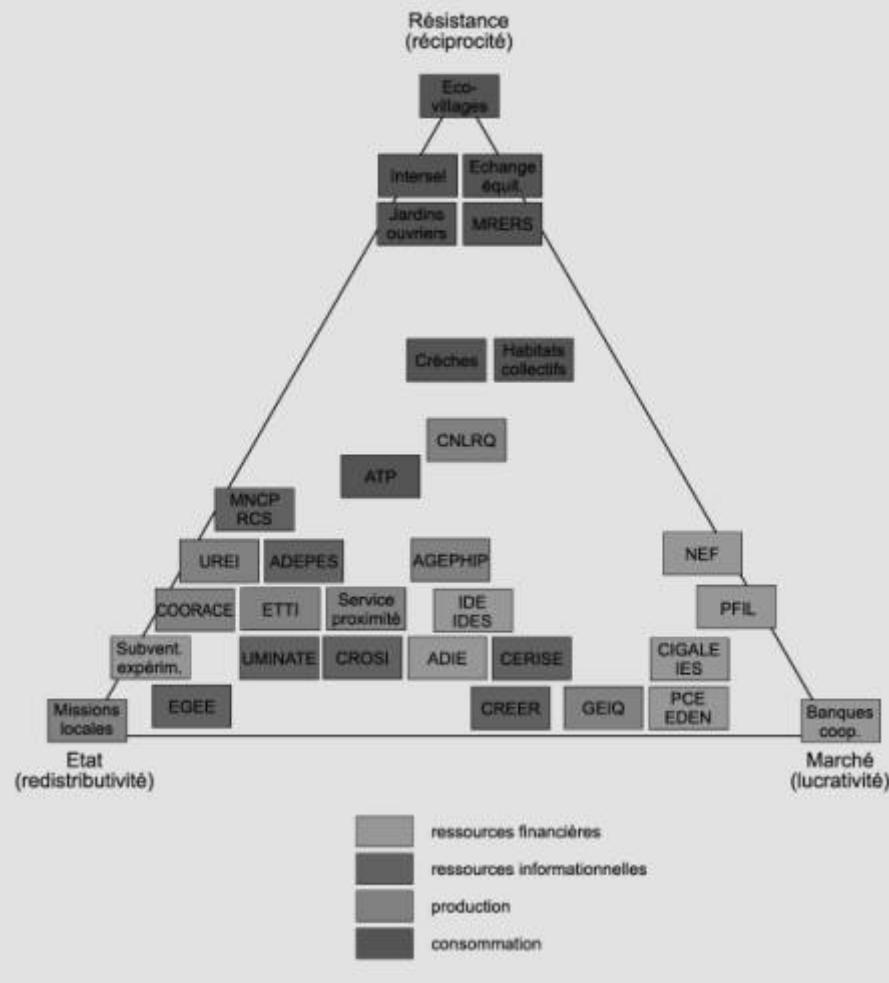 Résistance
(réciprocité)
Eco-
villages
Intersel
Echange
équit.
Jardins
ouvriers
MRERS
Crèches
Habitats
collectifs
CNLRQ
ATP
MNCP
RCS
UREI
ADEPES
AGEPHIP
NEF
COORACE
ETTI
Service
proximité
IDE
IDES
PFIL
Subvent.
expérim.
UMINATE
CROSI
ADIE
CERISE
CIGALE
IES
Missions
locales
EGEE
CREER
GEIQ
PCE
EDEN
Banques
coop.
Etat
(redistributivité)
Marché
(lucrativité)
ressources financières
ressources informationnelles
production
consommation